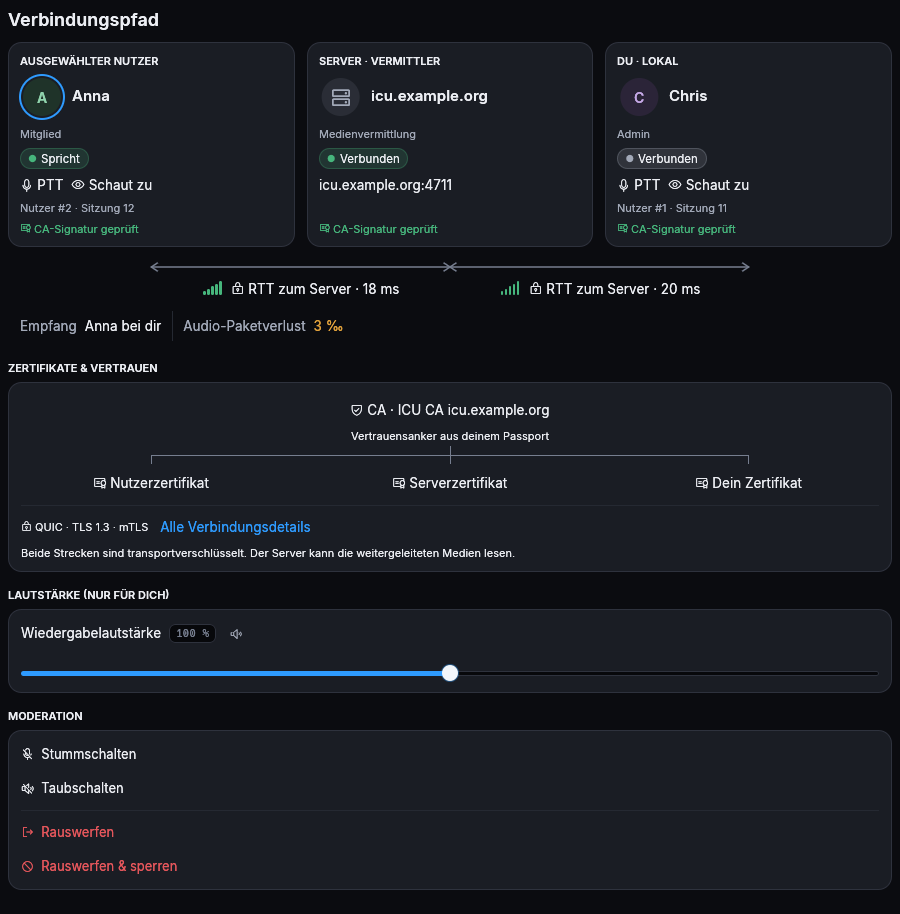 Verbindungspfad
AUSGEWÄHLTER NUTZER
A
Anna
Mitglied
Spricht
PTT Schaut zu
Nutzer #2 · Sitzung 12
CA-Signatur geprüft
SERVER · VERMITTLER
icu.example.org
Medienvermittlung
Verbunden
icu.example.org:4711
CA-Signatur geprüft
DU · LOKAL
C
Chris
Admin
Verbunden
PTT Schaut zu
Nutzer #1 · Sitzung 11
CA-Signatur geprüft
RTT zum Server · 18 ms
RTT zum Server · 20 ms
Empfang Anna bei dir Audio-Paketverlust 3 ‰
ZERTIFIKATE & VERTRAUEN
CA · ICU CA icu.example.org
Vertrauensanker aus deinem Passport
Nutzerzertifikat
Serverzertifikat
Dein Zertifikat
QUIC · TLS 1.3 · mTLS Alle Verbindungsdetails
Beide Strecken sind transportverschlüsselt. Der Server kann die weitergeleiteten Medien lesen.
LAUTSTÄRKE (NUR FÜR DICH)
Wiedergabelautstärke 100 %
MODERATION
Stummschalten
Taubschalten
Rauswerfen
Rauswerfen & sperren